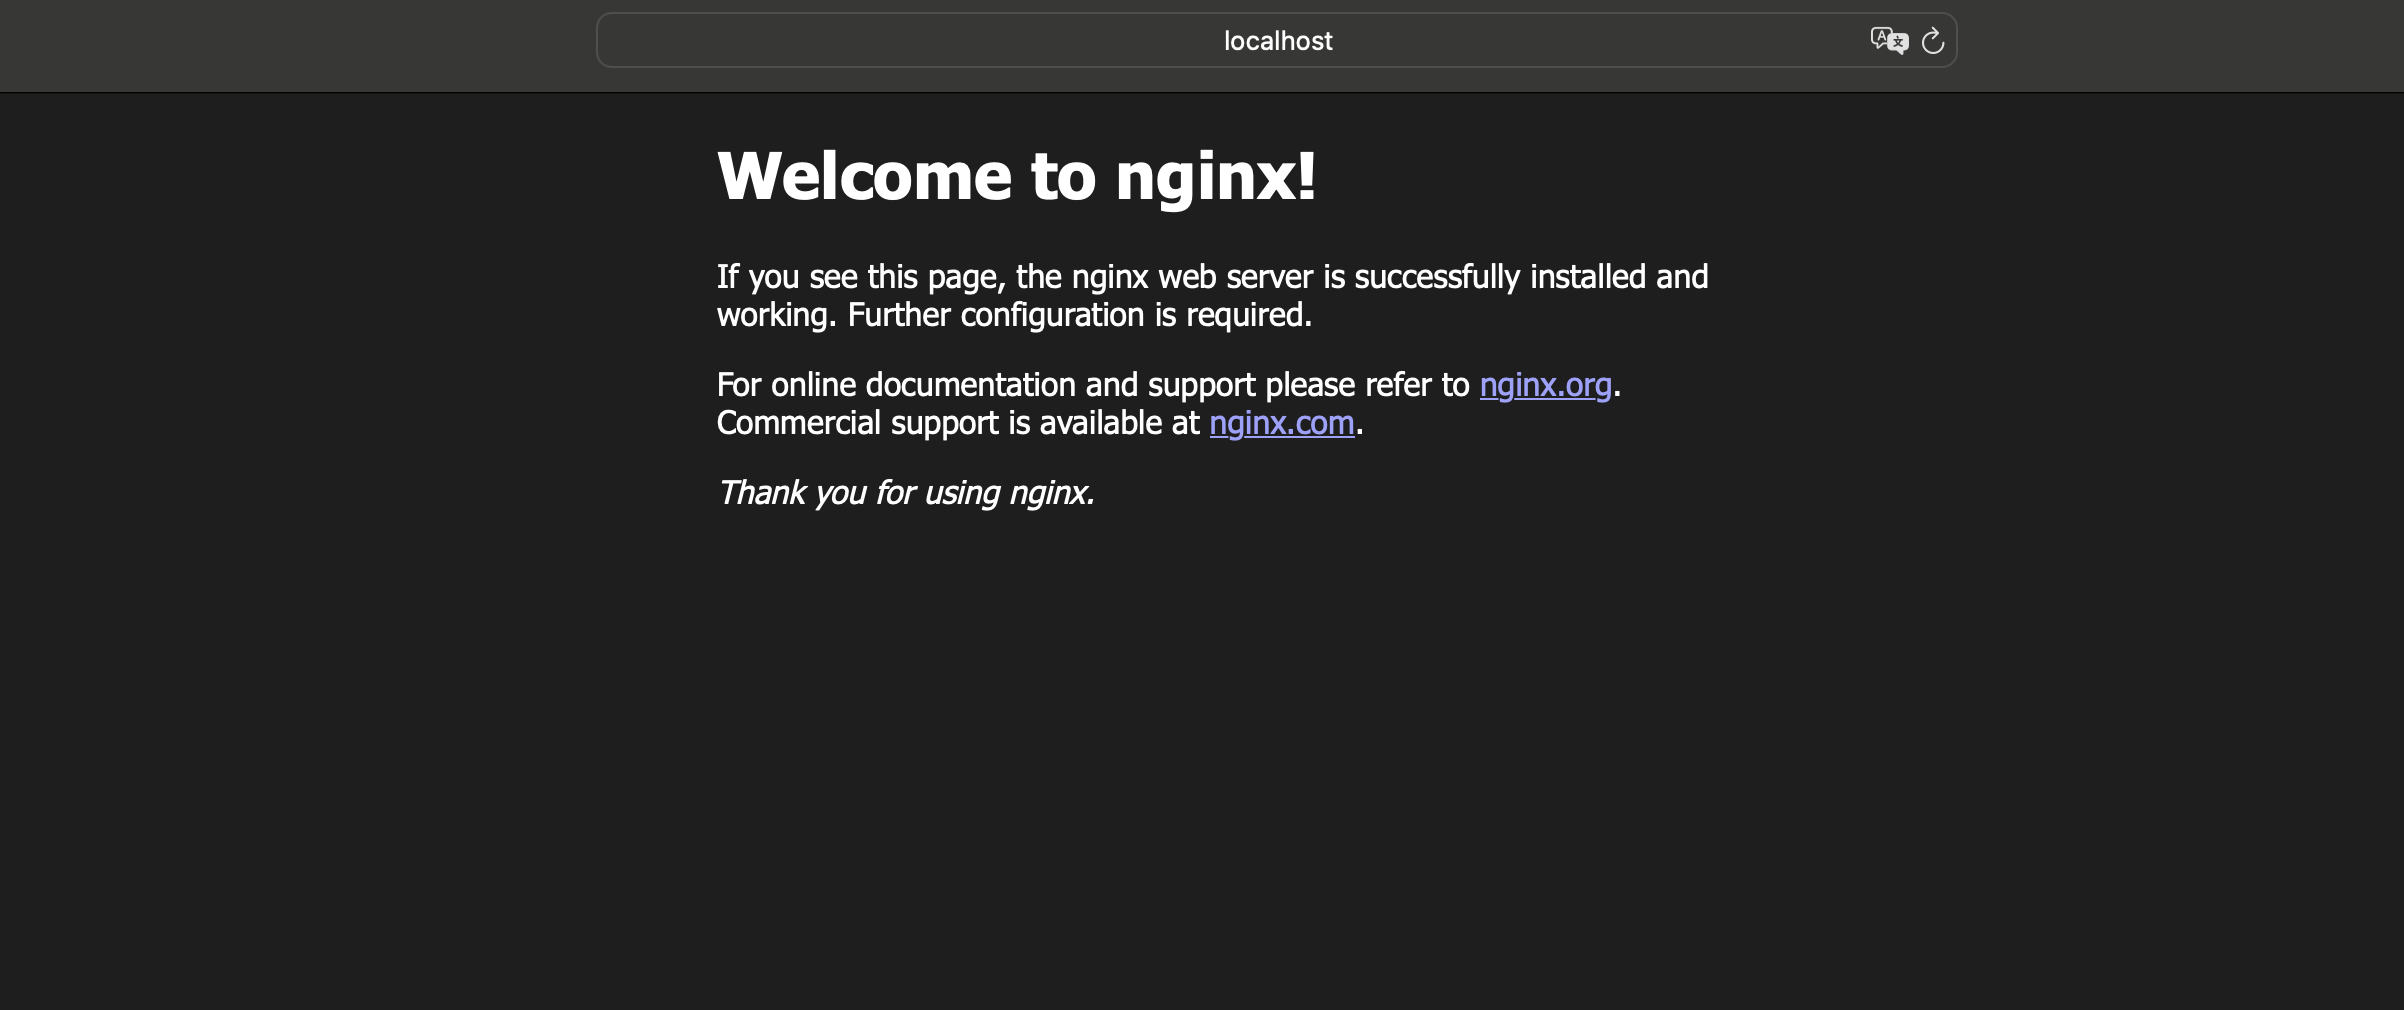 localhost
Welcome to nginx!
If you see this page, the nginx web server is successfully installed and
working. Further configuration is required.
For online documentation and support please refer to nginx.org.
Commercial support is available at nginx.com.
Thank you for using nginx.